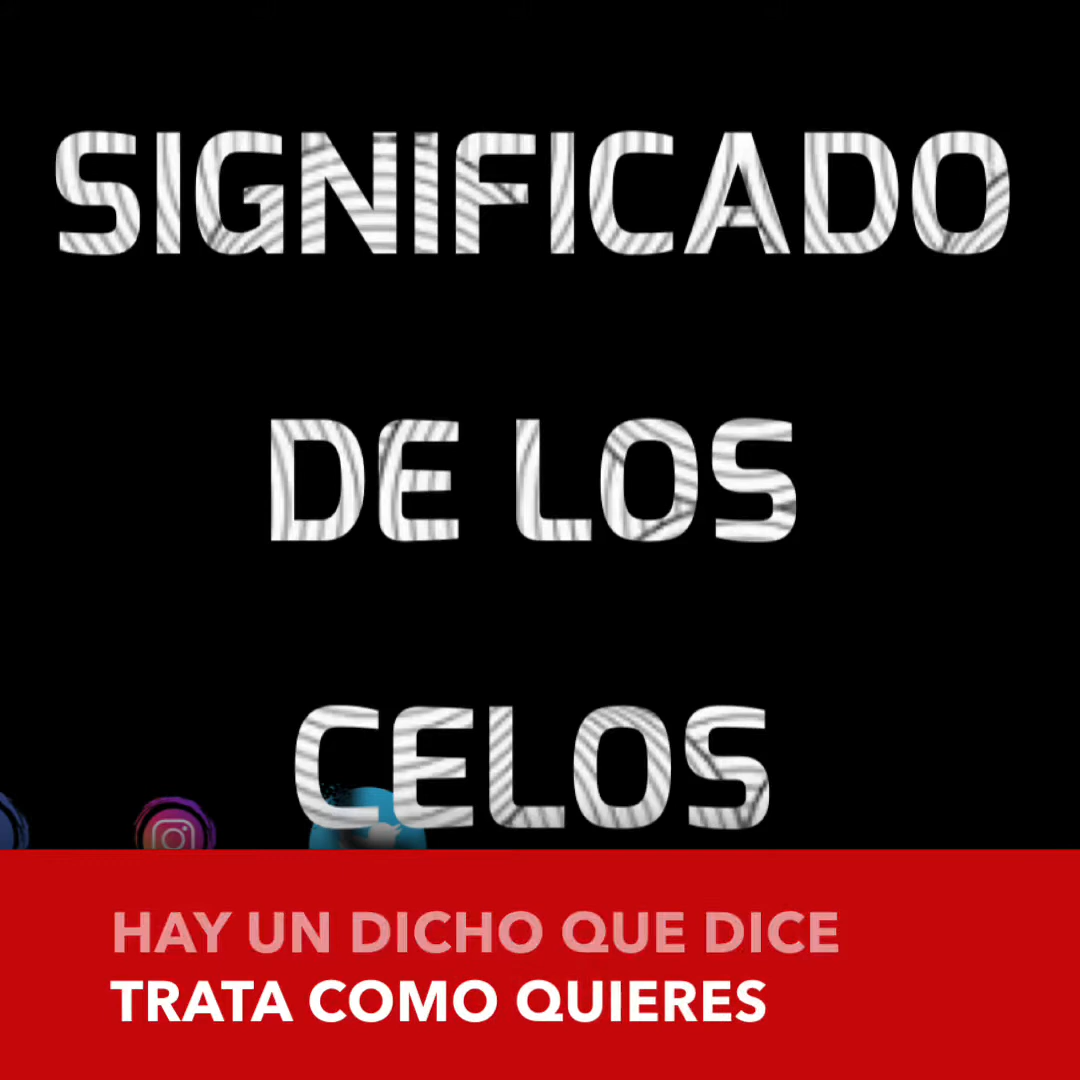 SIGNIFICADO
DE LOS
CELOS
HAY UN DICHO QUE DICE
TRATA COMO QUIERES